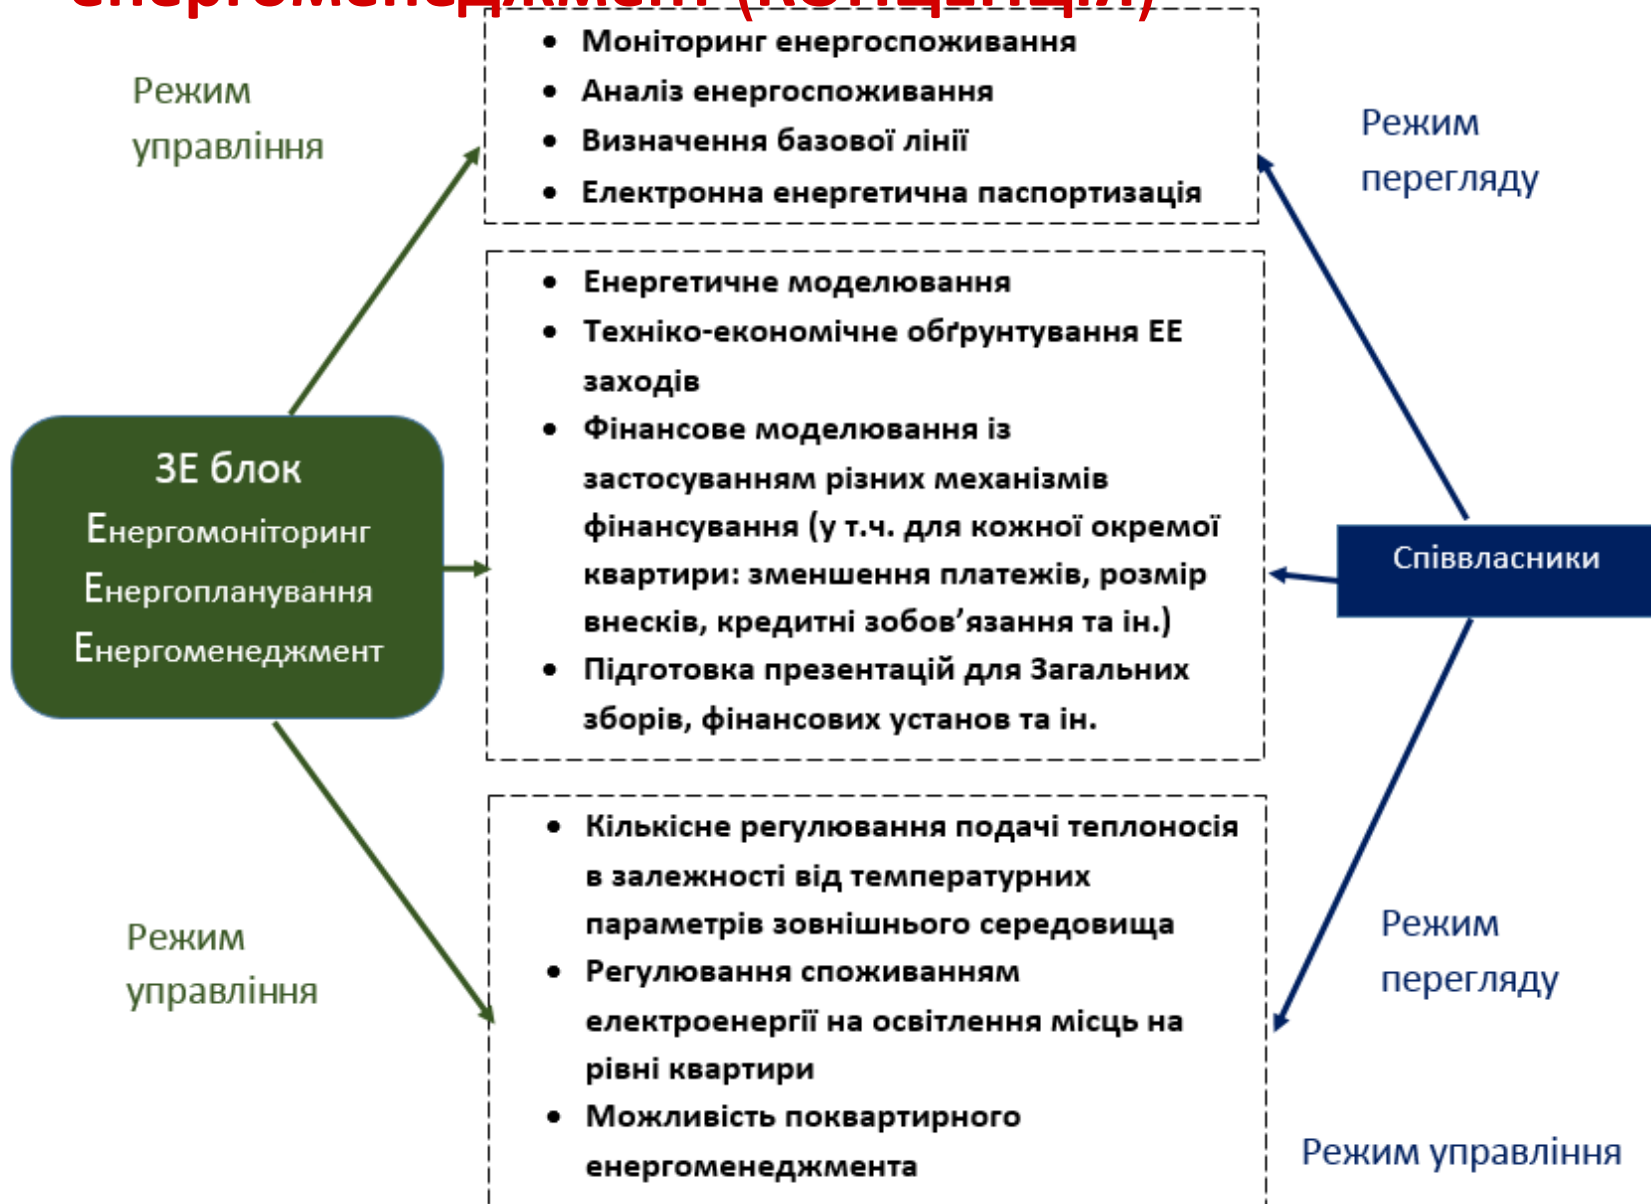 енергоменеджмент (концепція)
Режим
управління
• Моніторинг енергоспоживання
• Аналіз енергоспоживання
• Визначення базової лінії
• Електронна енергетична паспортизація
Режим
перегляду
• Енергетичне моделювання
• Техніко-економічне обґрунтування ЕЕ
заходів
• Фінансове моделювання із
застосуванням різних механізмів
фінансування (у т.ч. для кожної окремої
квартири: зменшення платежів, розмір
внесків, кредитні зобов’язання та ін.)
• Підготовка презентацій для Загальних
зборів, фінансових установ та ін.
3Е блок
Енергомоніторинг
Енергопланування
Енергоменеджмент
Співвласники
• Кількісне регулювання подачі теплоносія
в залежності від температурних
параметрів зовнішнього середовища
• Регулювання споживанням
електроенергії на освітлення місць на
рівні квартири
• Можливість поквартирного
енергоменеджмента
Режим
управління
Режим
перегляду
Режим управління